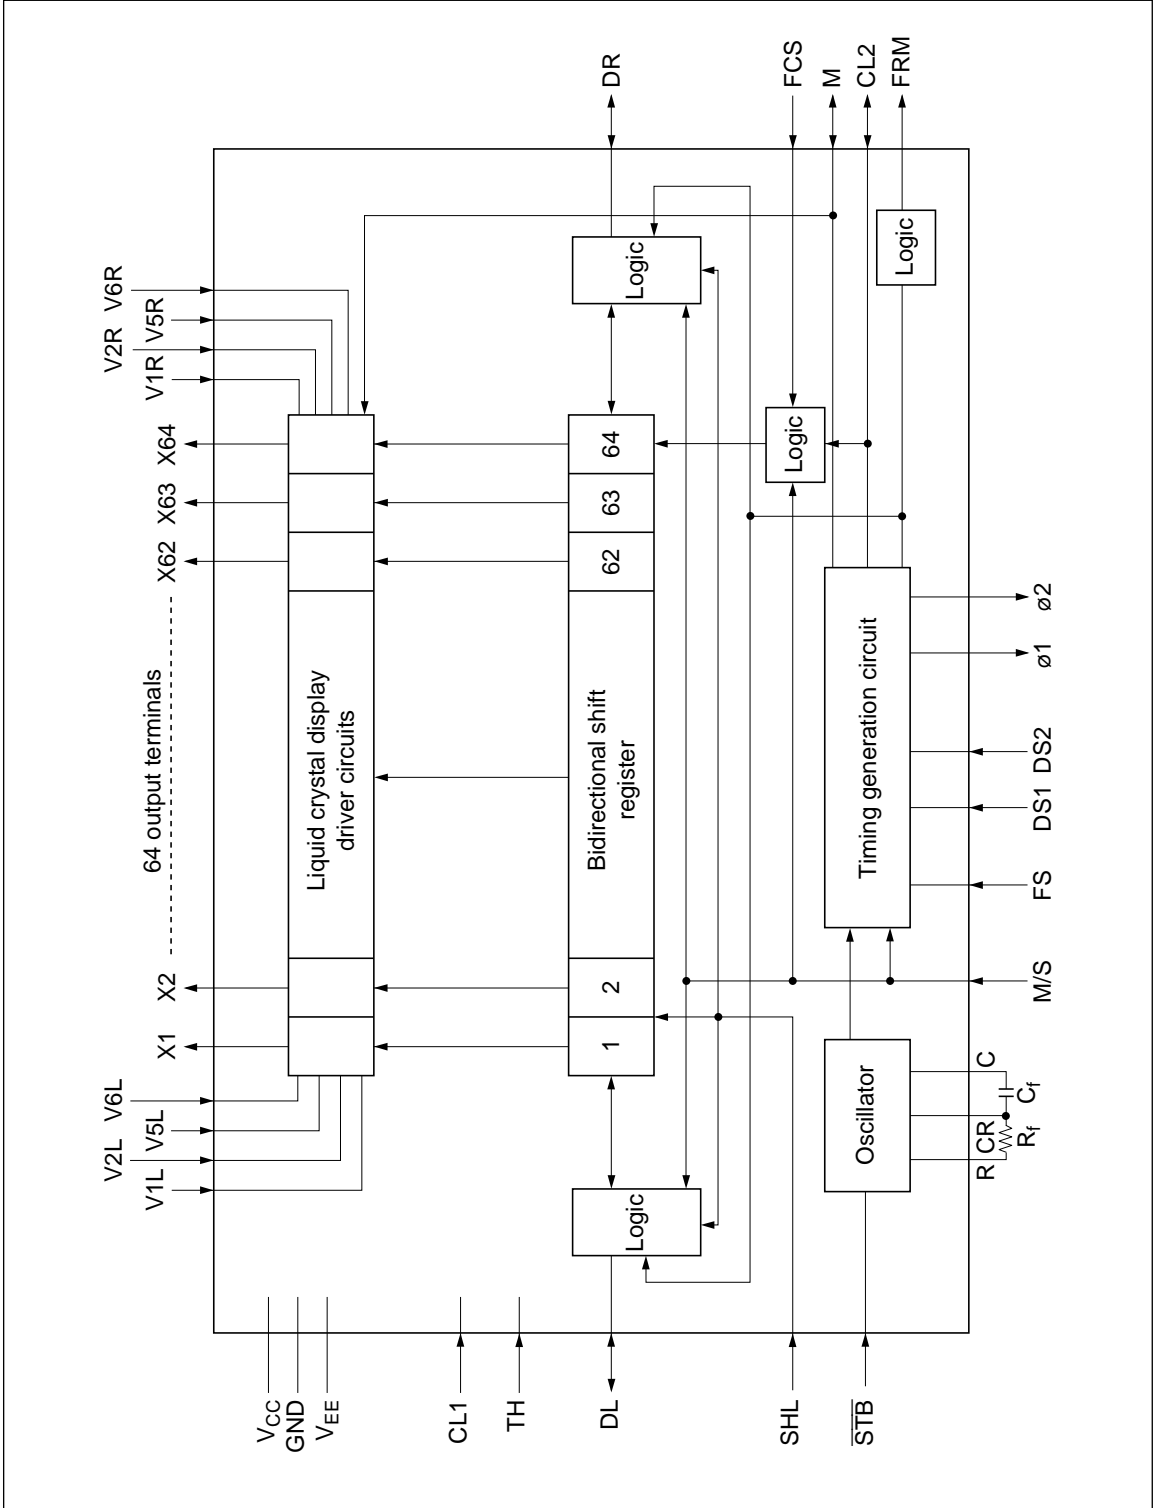 64 output terminals
V1L
V2L
V5L
V6L
X1
X2
X62
X63
X64
V1R
V2R
V5R
V6R
VCC
GND
VEE
Liquid crystal display
driver circuits
CL1
TH
DL
Logic
1
2
Bidirectional shift
register
62
63
64
Logic
DR
SHL
Logic
FCS
M
STB
Oscillator
Timing generation circuit
CL2
Logic
FRM
R
CR
C
Rf
Cf
M/S
FS
DS1
DS2
ø1
ø2